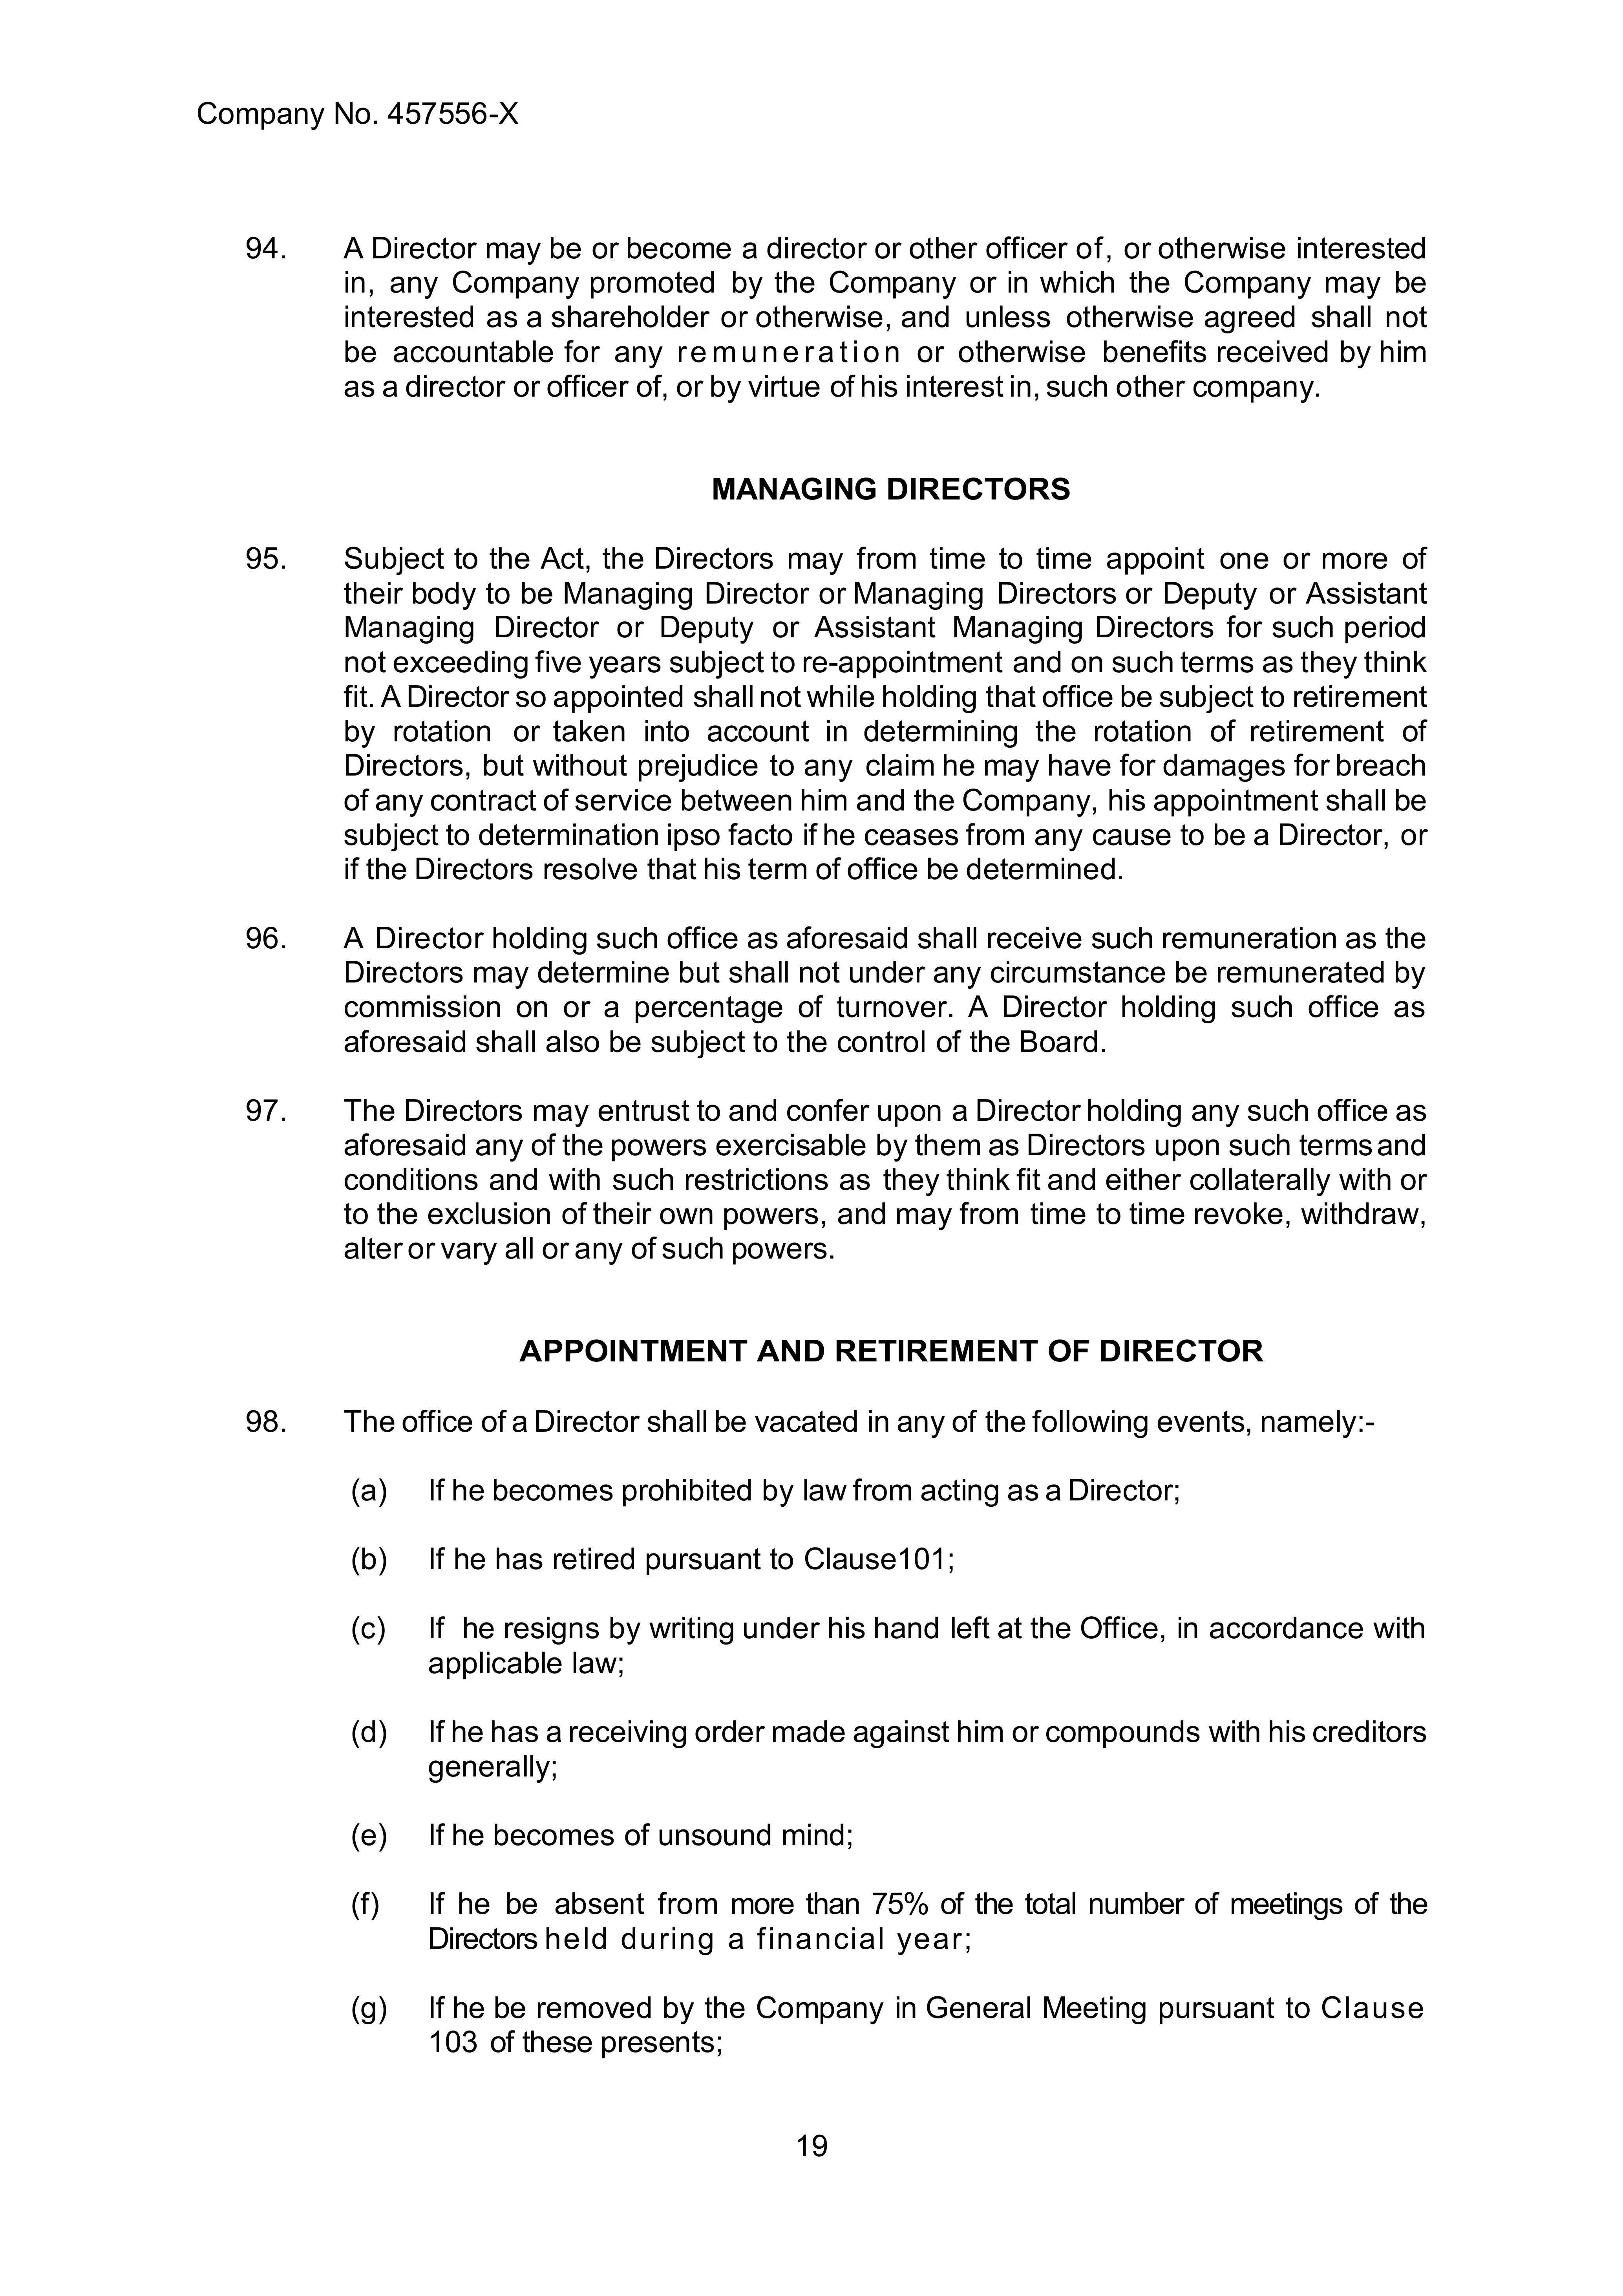 Company No. 457556-X
94. A Director may be or become a director or other officer of, or otherwise interested
in, any Company promoted by the Company or in which the Company may be
interested as a shareholder or otherwise, and unless otherwise agreed shall not
be accountable for any remuneration or otherwise benefits received by him
as a director or officer of, or by virtue of his interest in, such other company.
MANAGING DIRECTORS
95. Subject to the Act, the Directors may from time to time appoint one or more of
their body to be Managing Director or Managing Directors or Deputy or Assistant
Managing Director or Deputy or Assistant Managing Directors for such period
not exceeding five years subject to re-appointment and on such terms as they think
fit. A Director so appointed shall not while holding that office be subject to retirement
by rotation or taken into account in determining the rotation of retirement of
Directors, but without prejudice to any claim he may have for damages for breach
of any contract of service between him and the Company, his appointment shall be
subject to determination ipso facto if he ceases from any cause to be a Director, or
if the Directors resolve that his term of office be determined.
96. A Director holding such office as aforesaid shall receive such remuneration as the
Directors may determine but shall not under any circumstance be remunerated by
commission on or a percentage of turnover. A Director holding such office as
aforesaid shall also be subject to the control of the Board.
97. The Directors may entrust to and confer upon a Director holding any such office as
aforesaid any of the powers exercisable by them as Directors upon such terms and
conditions and with such restrictions as they think fit and either collaterally with or
to the exclusion of their own powers, and may from time to time revoke, withdraw,
alter or vary all or any of such powers.
APPOINTMENT AND RETIREMENT OF DIRECTOR
98. The office of a Director shall be vacated in any of the following events, namely:-
(a) If he becomes prohibited by law from acting as a Director;
(b) If he has retired pursuant to Clause101;
(c) If he resigns by writing under his hand left at the Office, in accordance with
applicable law;
(d) If he has a receiving order made against him or compounds with his creditors
generally;
(e) If he becomes of unsound mind;
(f) If he be absent from more than 75% of the total number of meetings of the
Directors held during a financial year;
(g) If he be removed by the Company in General Meeting pursuant to Clause
103 of these presents;
19